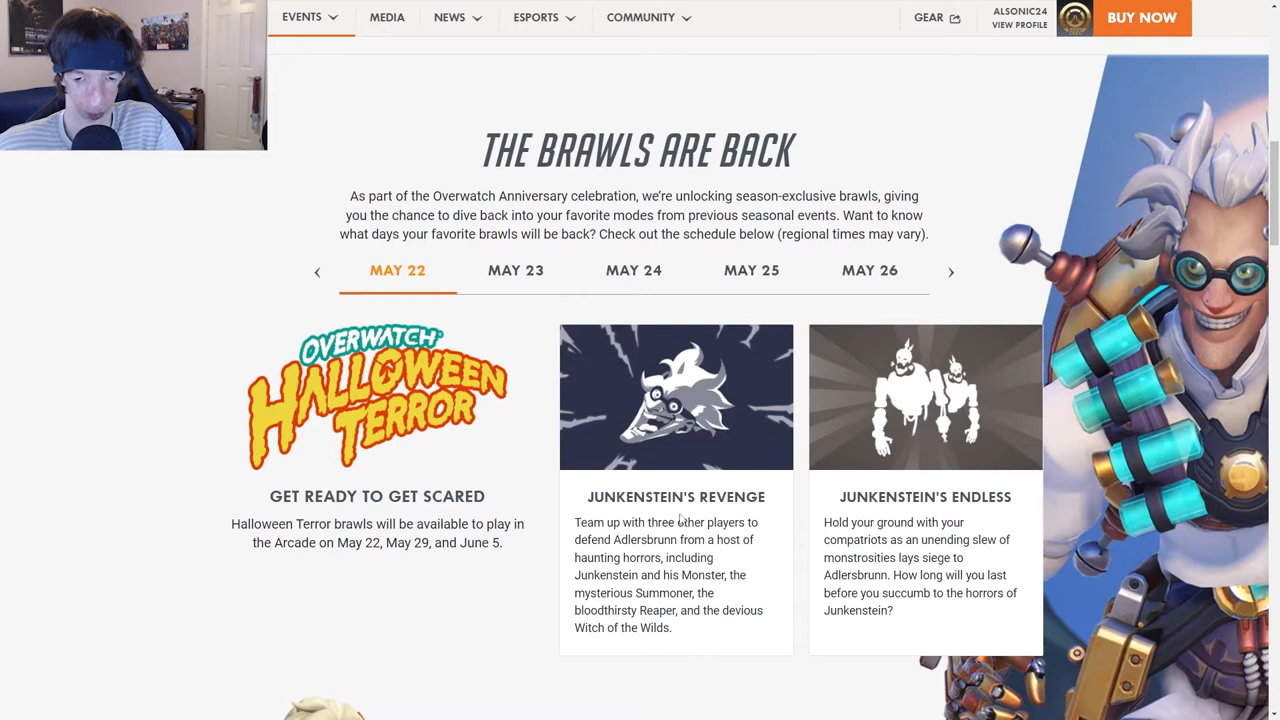 EVENTS
MEDIA
NEWS
ESPORTS
COMMUNITY
GEAR
ALSONIC24
VIEW PROFILE
BUY NOW
THE BRAWLS ARE BACK
As part of the Overwatch Anniversary celebration, we're unlocking season-exclusive brawls, giving
you the chance to dive back into your favorite modes from previous seasonal events. Want to know
what days your favorite brawls will be back? Check out the schedule below (regional times may vary).
MAY 22
MAY 23
MAY 24
MAY 25
MAY 26
OVERWATCH
HALLOWEEN
TERROR
GET READY TO GET SCARED
Halloween Terror brawls will be available to play in
the Arcade on May 22, May 29, and June 5.
JUNKENSTEIN'S REVENGE
Team up with three other players to
defend Adlersbrunn from a host of
haunting horrors, including
Junkenstein and his Monster, the
mysterious Summoner, the
bloodthirsty Reaper, and the devious
Witch of the Wilds.
JUNKENSTEIN'S ENDLESS
Hold your ground with your
compatriots as an unending slew of
monstrosities lays siege to
Adlersbrunn. How long will you last
before you succumb to the horrors of
Junkenstein?